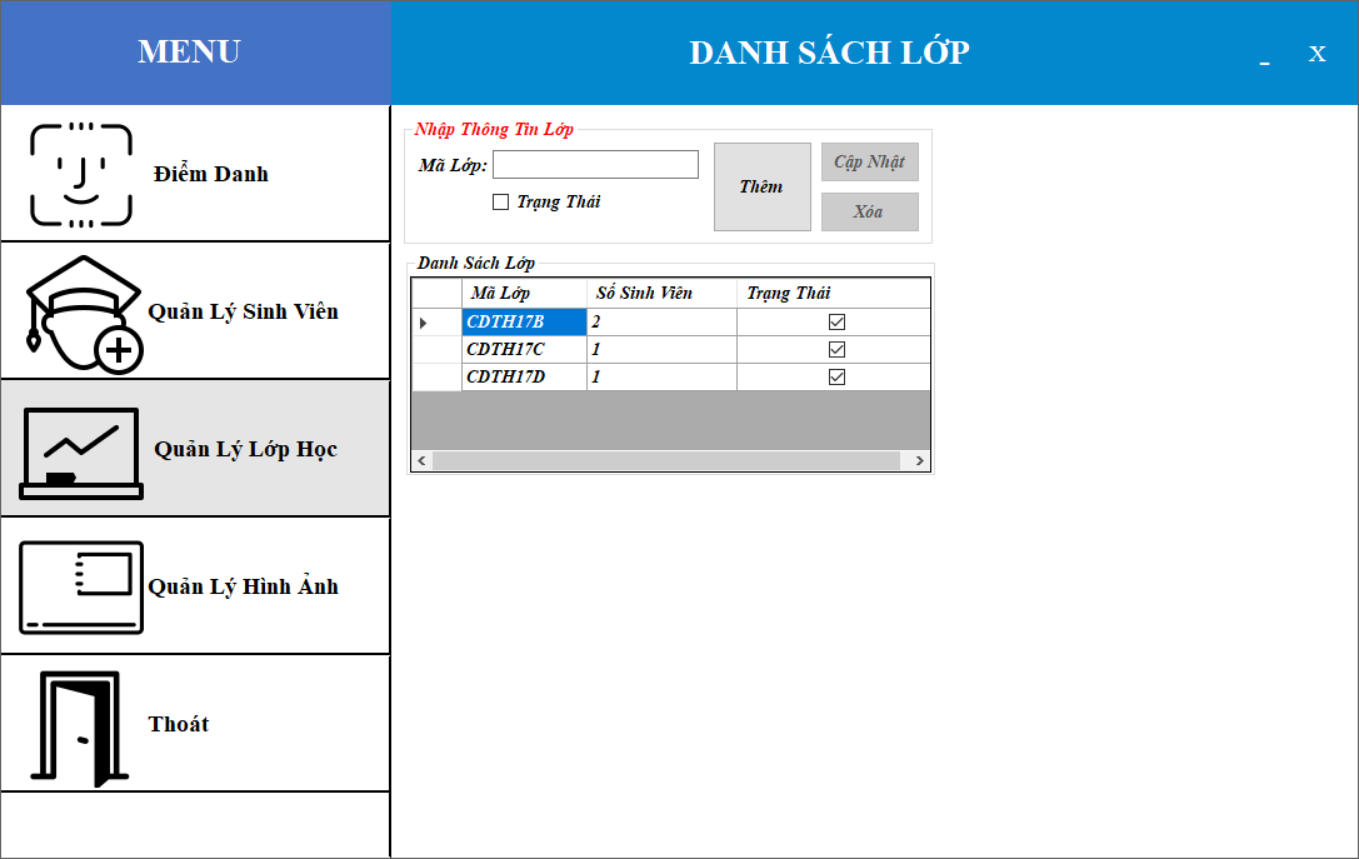 MENU
DANH SÁCH LỚP
_ X
Điểm Danh
Quản Lý Sinh Viên
Quản Lý Lớp Học
Quản Lý Hình Ảnh
Thoát
Nhập Thông Tin Lớp
Mã Lớp:
Trạng Thái
Thêm
Cập Nhật
Xóa
Danh Sách Lớp
Mã Lớp Số Sinh Viên Trạng Thái
CDTH17B 2
CDTH17C 1
CDTH17D 1